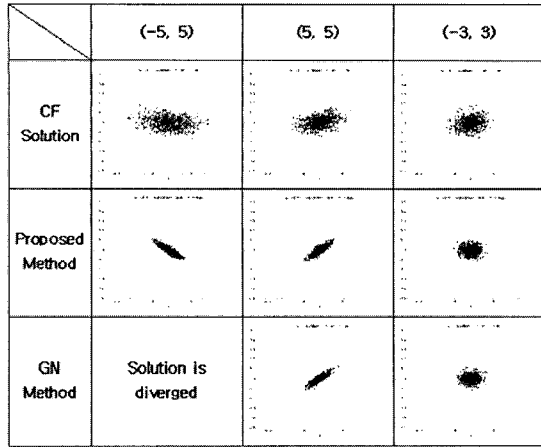 (-5, 5) (5, 5) (-3, 3)
CF
Solution
Proposed
Method
GN
Method
Solution is
diverged